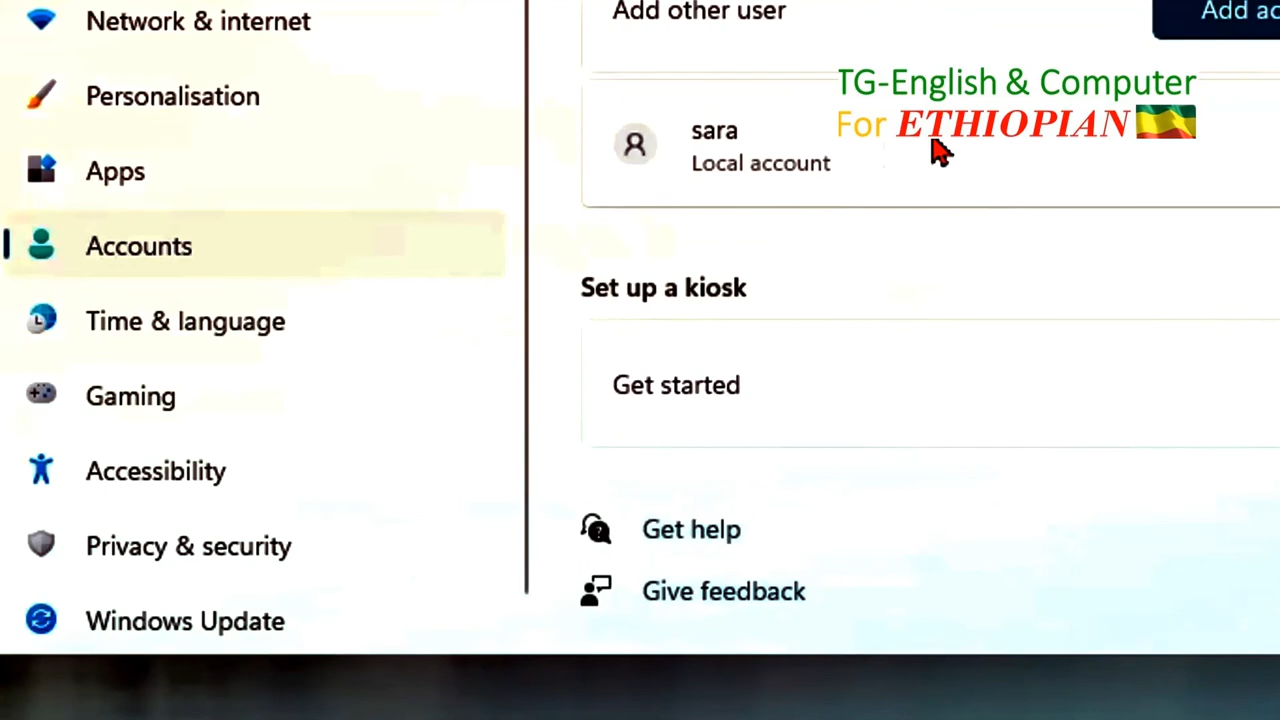 Network & internet
Personalisation
Apps
Accounts
Time & language
Gaming
Accessibility
Privacy & security
Windows Update
Add other user
Add ac
TG-English & Computer
For ETHIOPIAN
sara
Local account
Set up a kiosk
Get started
Get help
Give feedback